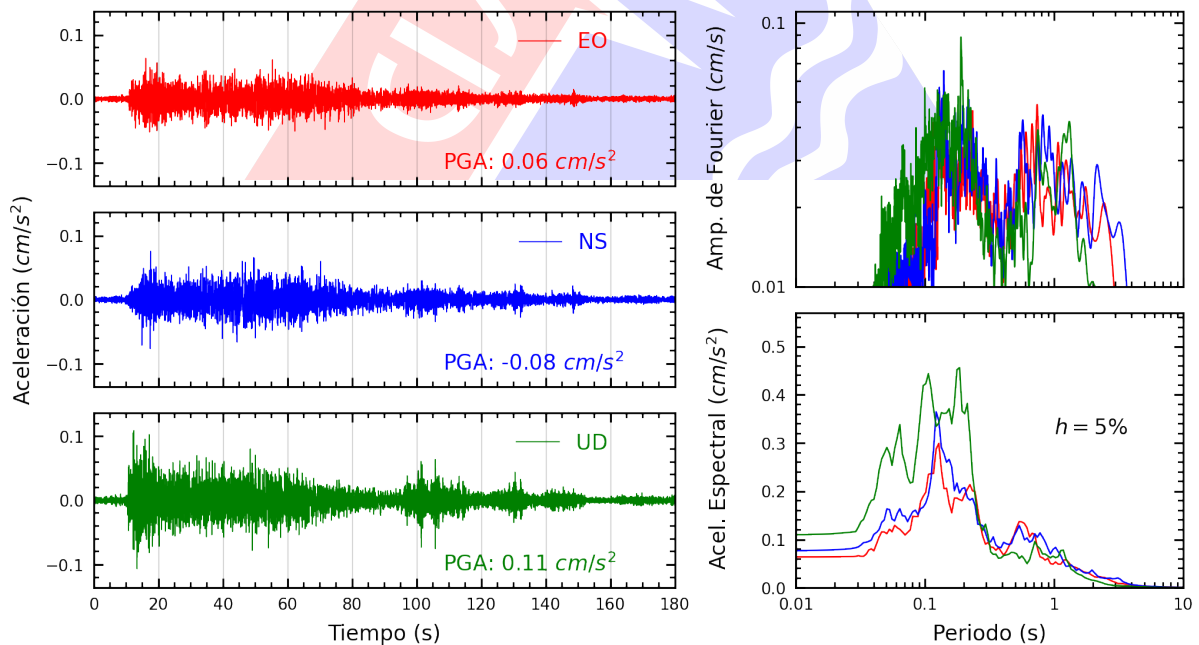 Aceleración (cm/s²)
0.1
0.0
−0.1
EO
PGA: 0.06 cm/s²
0.1
0.0
−0.1
NS
PGA: -0.08 cm/s²
0.1
0.0
−0.1
UD
PGA: 0.11 cm/s²
0 20 40 60 80 100 120 140 160 180
Tiempo (s)
Amp. de Fourier (cm/s)
0.1
0.01
Acel. Espectral (cm/s²)
0.5
0.4
0.3
0.2
0.1
0.0
h = 5%
0.01 0.1 1 10
Periodo (s)